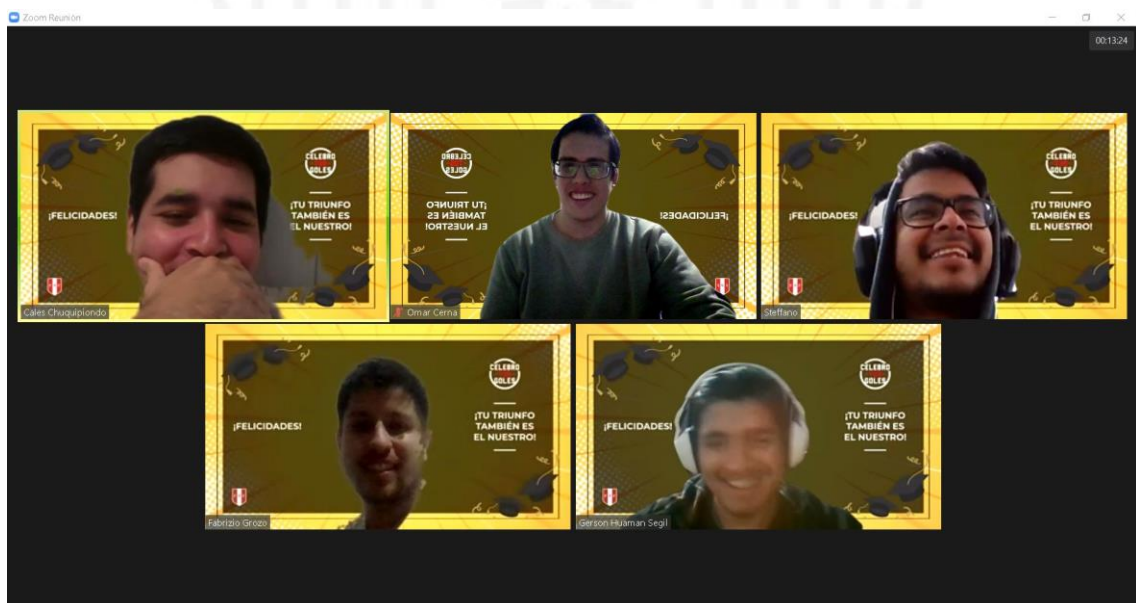 Zoom Reunión
00:13:24
¡FELICIDADES!
CELEBRO
GOLES
¡TU TRIUNFO
TAMBIÉN ES
EL NUESTRO!
Cales Chuquipiondo
CELEBRO
GOLES
¡TU TRIUNFO
TAMBIÉN ES
EL NUESTRO!
¡FELICIDADES!
Omar Cerna
¡FELICIDADES!
CELEBRO
GOLES
¡TU TRIUNFO
TAMBIÉN ES
EL NUESTRO!
Steffano
¡FELICIDADES!
CELEBRO
GOLES
¡TU TRIUNFO
TAMBIÉN ES
EL NUESTRO!
Fabrizio Grozo
¡FELICIDADES!
CELEBRO
GOLES
¡TU TRIUNFO
TAMBIÉN ES
EL NUESTRO!
Gerson Huaman Segil